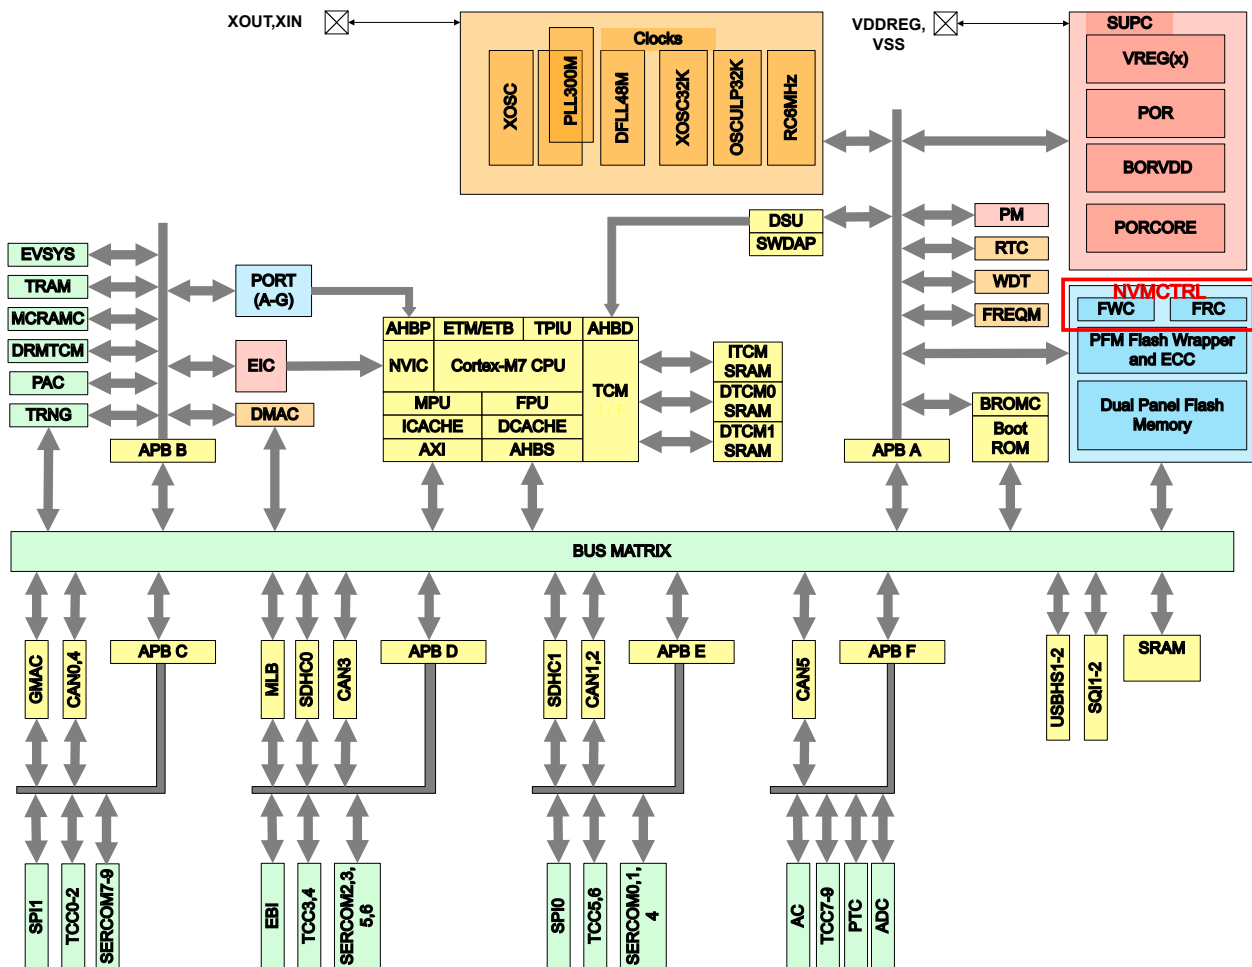 XOUT,XIN
VDDREG,
VSS
Clocks
XOSC
PLL300M
DFLL48M
XOSC32K
OSCULP32K
RC6MHz
SUPC
VREG(x)
POR
BORVDD
PORCORE
DSU
SWDAP
PM
RTC
WDT
FREQM
NVMCTRL
FWC
FRC
PFM Flash Wrapper
and ECC
Dual Panel Flash
Memory
EVSYS
TRAM
MCRAMC
DRMTCM
PAC
TRNG
PORT
(A-G)
EIC
DMAC
APB B
AHBP
ETM/ETB
TPIU
AHBD
NVIC
Cortex-M7 CPU
TCM
I / F
MPU
FPU
ICACHE
DCACHE
AXI
AHBS
ITCM
SRAM
DTCM0
SRAM
DTCM1
SRAM
APB A
BROMC
Boot
ROM
BUS MATRIX
GMAC
CAN0,4
APB C
MLB
SDHC0
CAN3
APB D
SDHC1
CAN1,2
APB E
CAN5
APB F
USBHS1-2
SQI1-2
SRAM
SPI1
TCC0-2
SERCOM7-9
EBI
TCC3,4
SERCOM2,3,
5,6
SPI0
TCC5,6
SERCOM0,1,
4
AC
TCC7-9
PTC
ADC